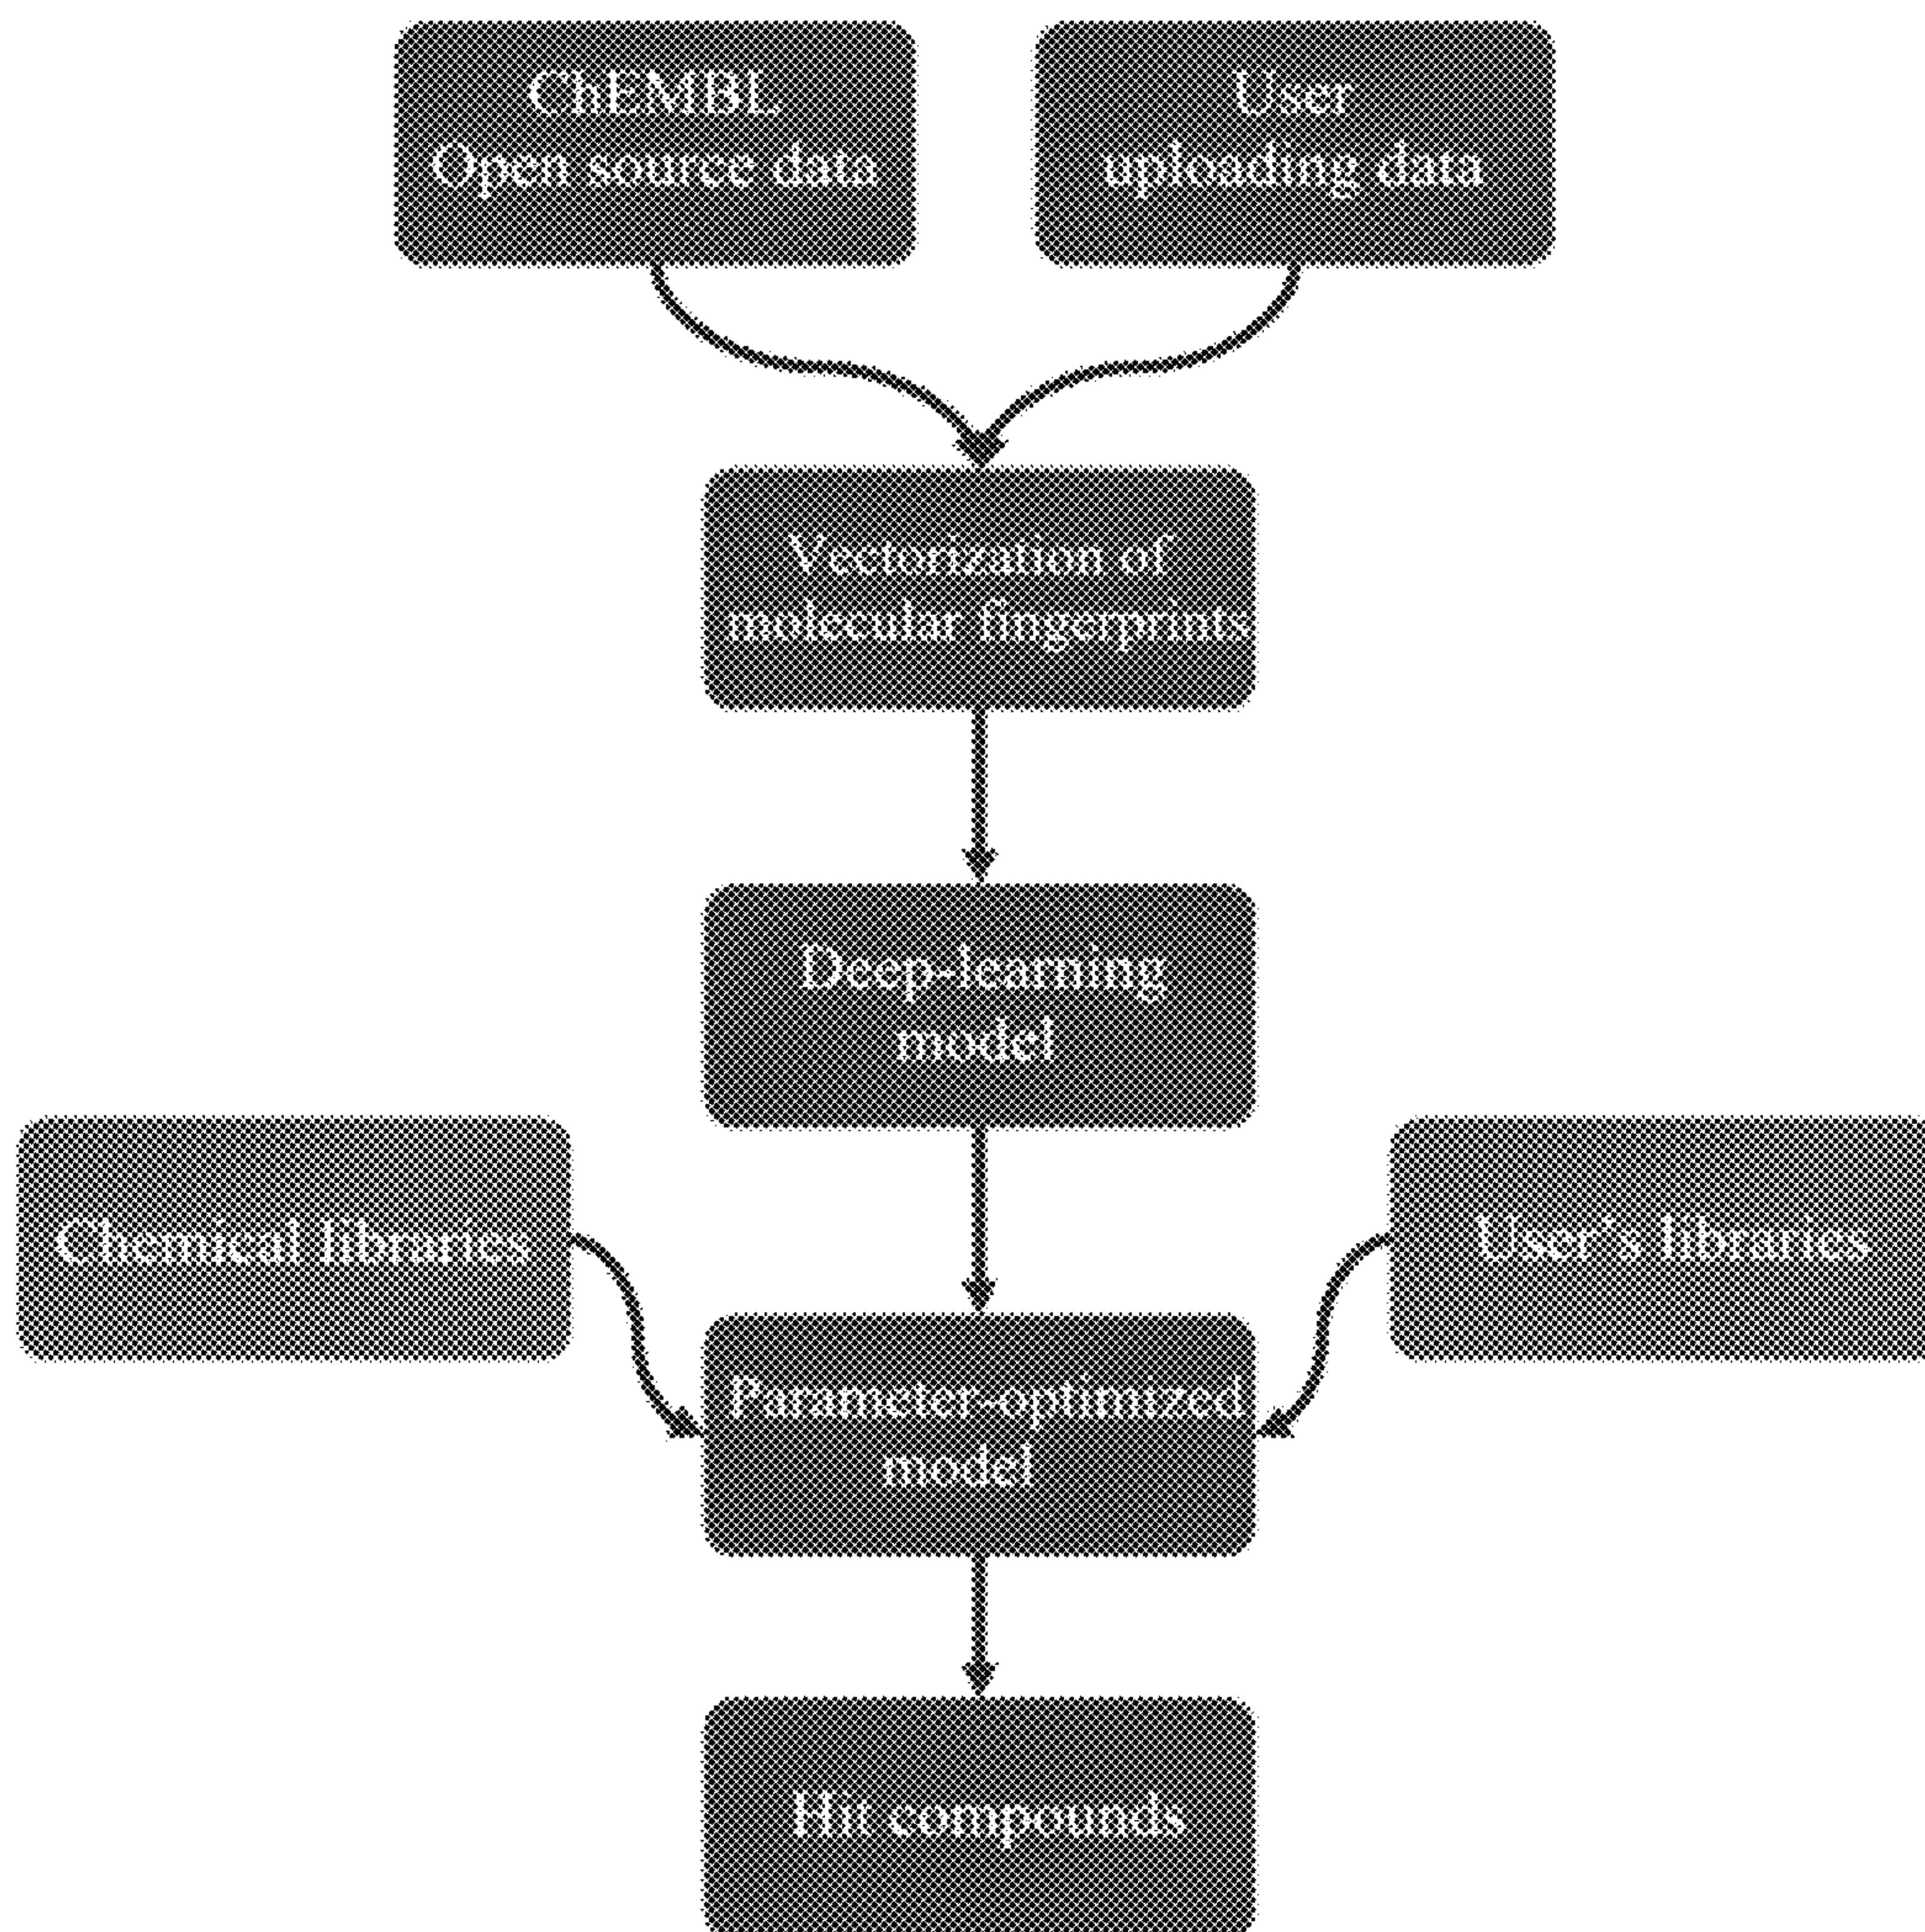 ChEMBL
Open source data
User
uploading data
Vectorization of
molecular fingerprints
Deep-learning
model
Chemical libraries
User's libraries
Parameter-optimized
model
Hit compounds